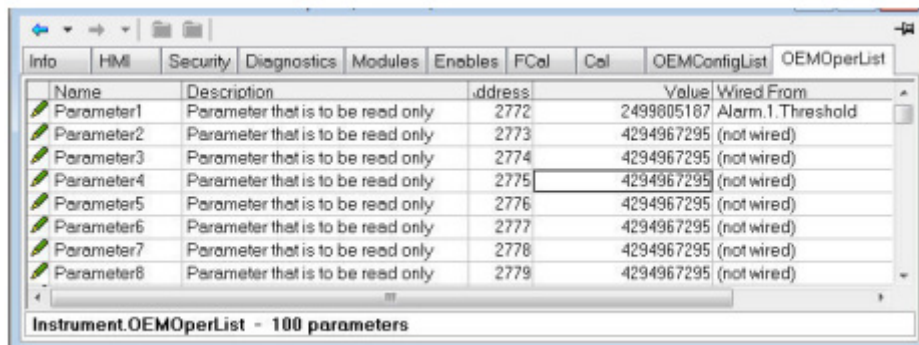 Info HMI Security Diagnostics Modules Enables FCal Cal OEMConfigList OEMOperList
Name Description ddress Value Wired From
Parameter1 Parameter that is to be read only 2772 2499805187 Alarm.1.Threshold
Parameter2 Parameter that is to be read only 2773 4294967295 (not wired)
Parameter3 Parameter that is to be read only 2774 4294967295 (not wired)
Parameter4 Parameter that is to be read only 2775 4294967295 (not wired)
Parameter5 Parameter that is to be read only 2776 4294967295 (not wired)
Parameter6 Parameter that is to be read only 2777 4294967295 (not wired)
Parameter7 Parameter that is to be read only 2778 4294967295 (not wired)
Parameter8 Parameter that is to be read only 2779 4294967295 (not wired)
Instrument.OEMOperList - 100 parameters